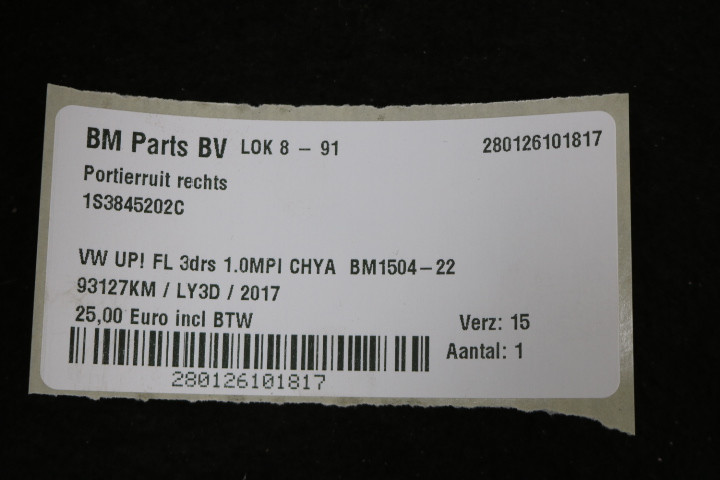 BM Parts BV LOK 8 - 91 280126101817
Portierruit rechts
1S3845202C
VW UP! FL 3drs 1.0MPI CHYA BM1504-22
93127KM / LY3D / 2017
25,00 Euro incl BTW Verz: 15
Aantal: 1
280126101817